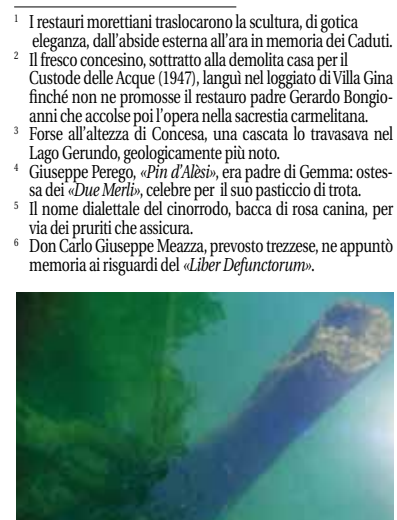 1 I restauri morettiani traslocarono la scultura, di gotica
eleganza, dall'abside esterna all'ara in memoria dei Caduti.
2 Il fresco concesino, sottratto alla demolita casa per il
Custode delle Acque (1947), languì nel loggiato di Villa Gina
finché non ne promosse il restauro padre Gerardo Bongio-
anni che accolse poi l'opera nella sacrestia carmelitana.
3 Forse all'altezza di Concesa, una cascata lo travasava nel
Lago Gerundo, geologicamente più noto.
4 Giuseppe Perego, «Pin d'Alèsi», era padre di Gemma: ostes-
sa dei «Due Merli», celebre per il suo pasticcio di trota.
5 Il nome dialettale del cinorrodo, bacca di rosa canina, per
via dei pruriti che assicura.
6 Don Carlo Giuseppe Meazza, prevosto trezzese, ne appuntò
memoria ai risguardi del «Liber Defunctorum».